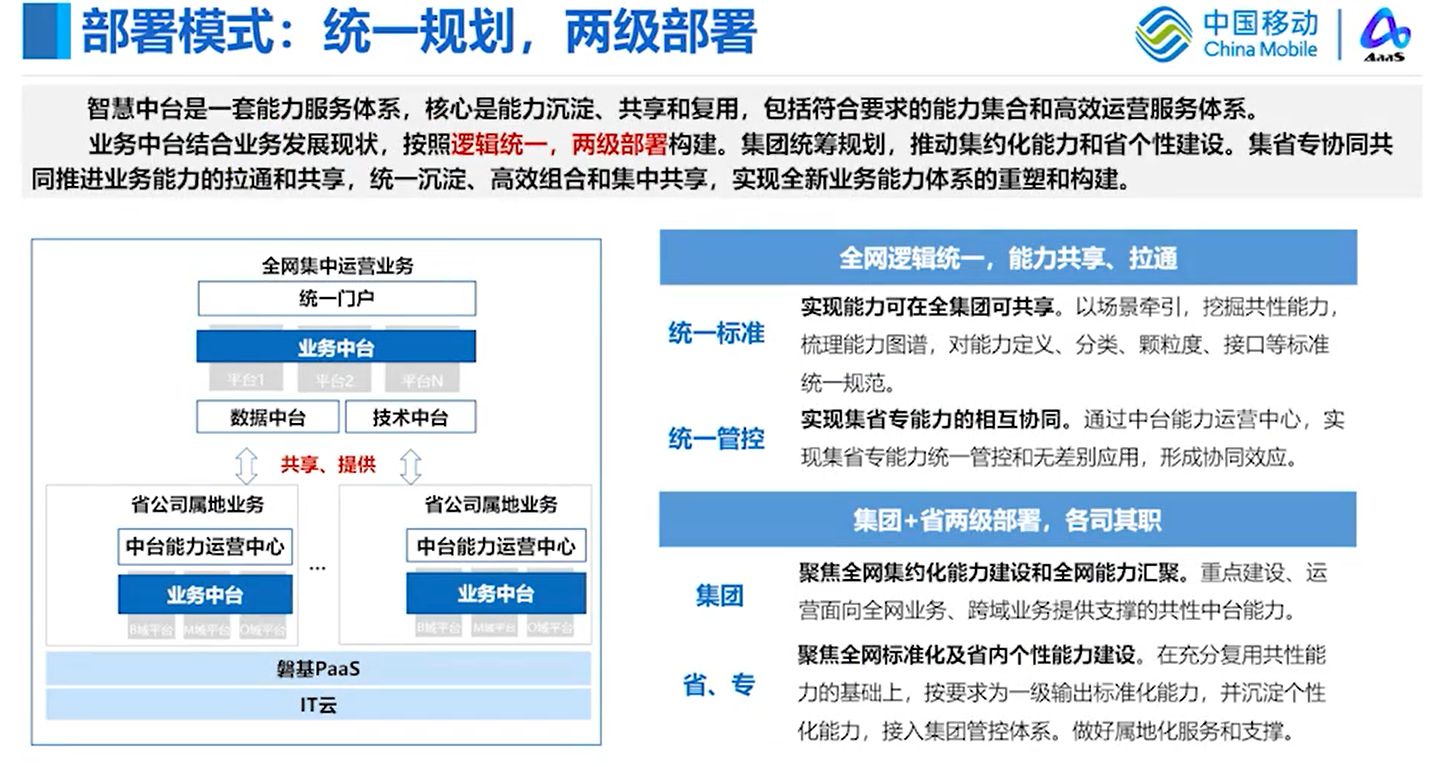 部署模式：统一规划，两级部署
中国移动
China Mobile
AaaS
智慧中台是一套能力服务体系，核心是能力沉淀、共享和复用，包括符合要求的能力集合和高效运营服务体系。
业务中台结合业务发展现状，按照逻辑统一，两级部署构建。集团统筹规划，推动集约化能力和省个性建设。集省专协同共
同推进业务能力的拉通和共享，统一沉淀、高效组合和集中共享，实现全新业务能力体系的重塑和构建。
全网集中运营业务
统一门户
业务中台
平台1 平台2 平台N
数据中台 技术中台
共享、提供
省公司属地业务 省公司属地业务
中台能力运营中心 ... 中台能力运营中心
业务中台 业务中台
B域平台 M域平台 O域平台 B域平台 M域平台 O域平台
磐基PaaS
IT云
全网逻辑统一，能力共享、拉通
统一标准
实现能力可在全集团可共享。以场景牵引，挖掘共性能力，
梳理能力图谱，对能力定义、分类、颗粒度、接口等标准
统一规范。
统一管控
实现集省专能力的相互协同。通过中台能力运营中心，实
现集省专能力统一管控和无差别应用，形成协同效应。
集团+省两级部署，各司其职
集团
聚焦全网集约化能力建设和全网能力汇聚。重点建设、运
营面向全网业务、跨域业务提供支撑的共性中台能力。
省、专
聚焦全网标准化及省内个性能力建设。在充分复用共性能
力的基础上，按要求为一级输出标准化能力，并沉淀个性
化能力，接入集团管控体系。做好属地化服务和支撑。